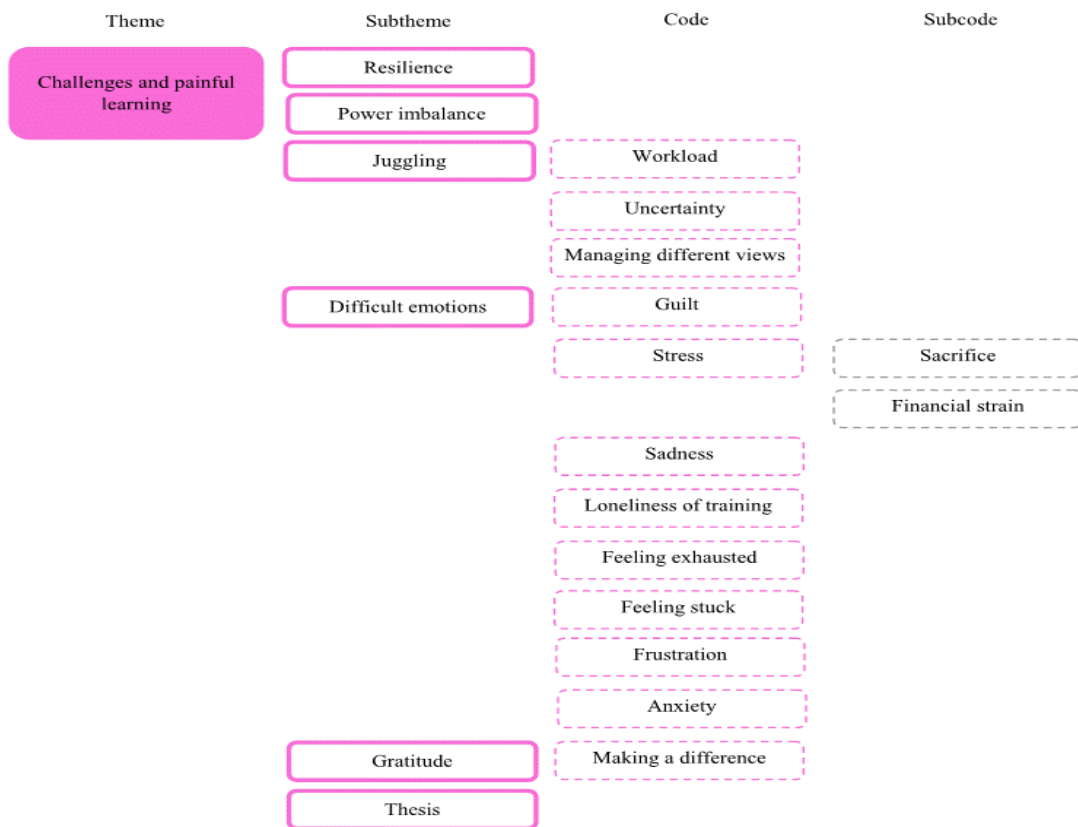 Theme Subtheme Code Subcode
Challenges and painful
learning
Resilience
Power imbalance
Juggling Workload
Uncertainty
Managing different views
Difficult emotions Guilt
Stress Sacrifice
Financial strain
Sadness
Loneliness of training
Feeling exhausted
Feeling stuck
Frustration
Anxiety
Gratitude Making a difference
Thesis